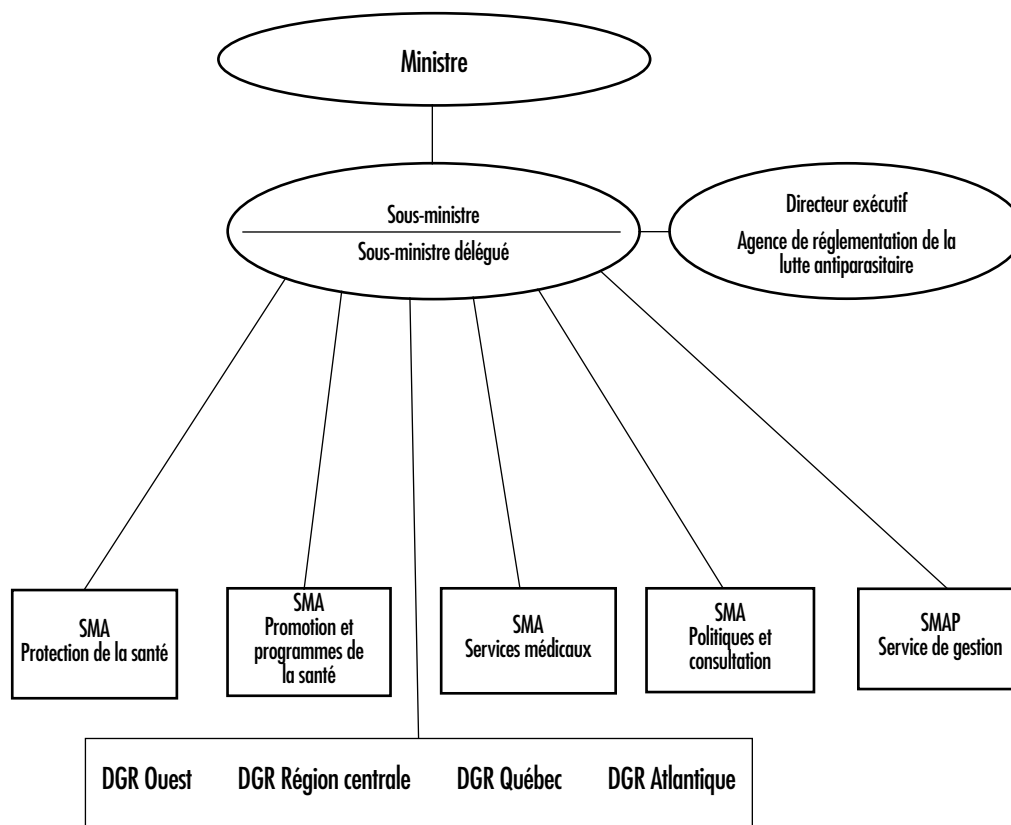 Ministre
Sous-ministre
Sous-ministre délégué
Directeur exécutif
Agence de réglementation de la
lutte antiparasitaire
SMA
Protection de la santé
SMA
Promotion et
programmes de
la santé
SMA
Services médicaux
SMA
Politiques et
consultation
SMAP
Service de gestion
DGR Ouest DGR Région centrale DGR Québec DGR Atlantique